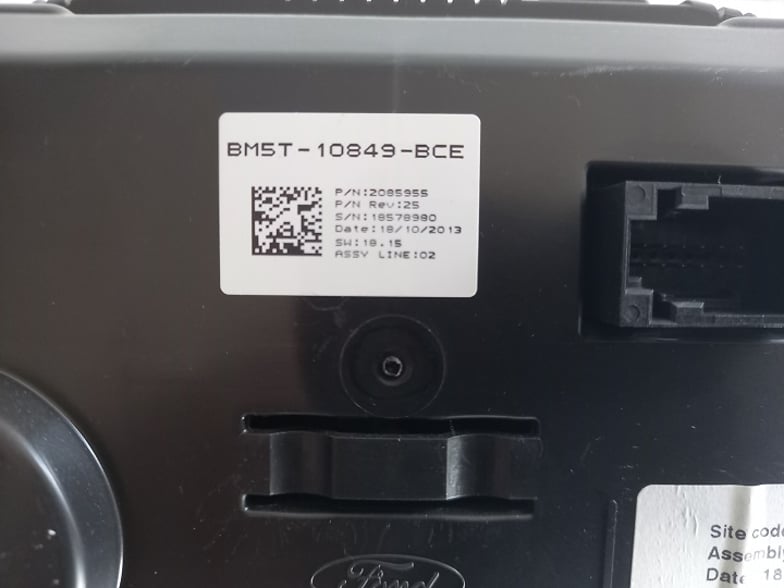 BM5T-10849-BCE
P/N:2085955
P/N Rev:25
S/N:18578980
Date:18/10/2013
SW:18.15
ASSY LINE:02
Ford
Site code
Assembly
Date 18